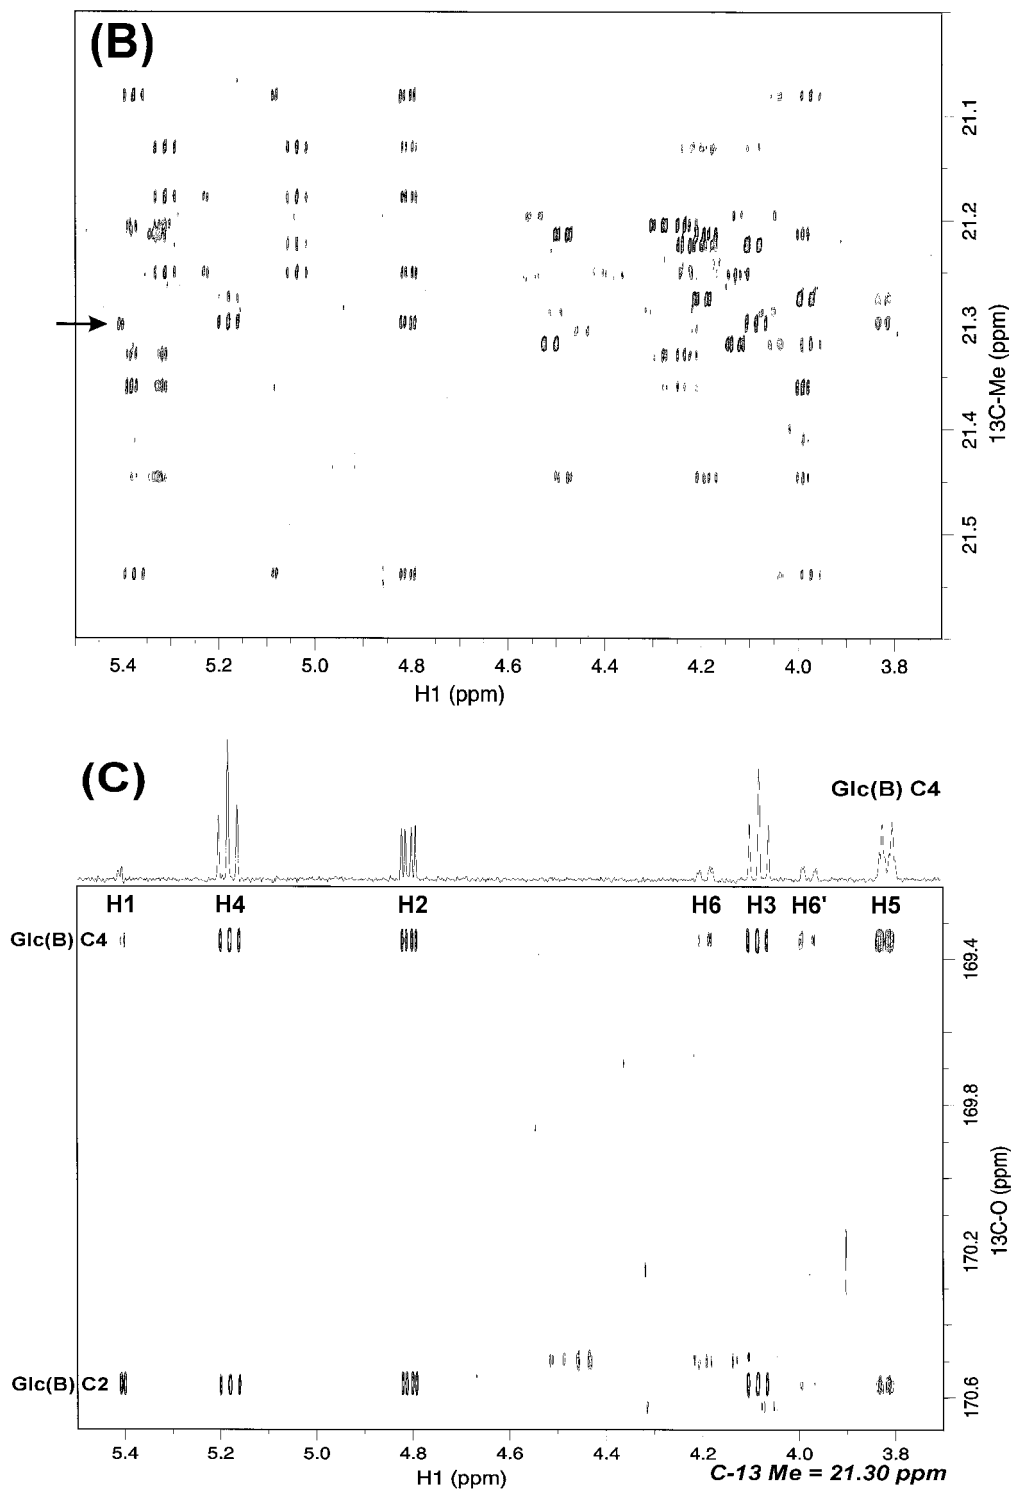 (B)
21.1
21.2
21.3
21.4
21.5
13C-Me (ppm)
5.4 5.2 5.0 4.8 4.6 4.4 4.2 4.0 3.8
H1 (ppm)
(C)
Glc(B) C4
H1 H4 H2 H6 H3 H6' H5
Glc(B) C4
169.4
169.8
170.2
170.6
13C-O (ppm)
Glc(B) C2
5.4 5.2 5.0 4.8 4.6 4.4 4.2 4.0 3.8
H1 (ppm)
C-13 Me = 21.30 ppm